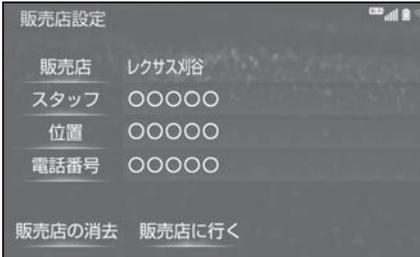 販売店設定
販売店 レクサス刈谷
スタッフ ○○○○○
位置 ○○○○○
電話番号 ○○○○○
販売店の消去 販売店に行く